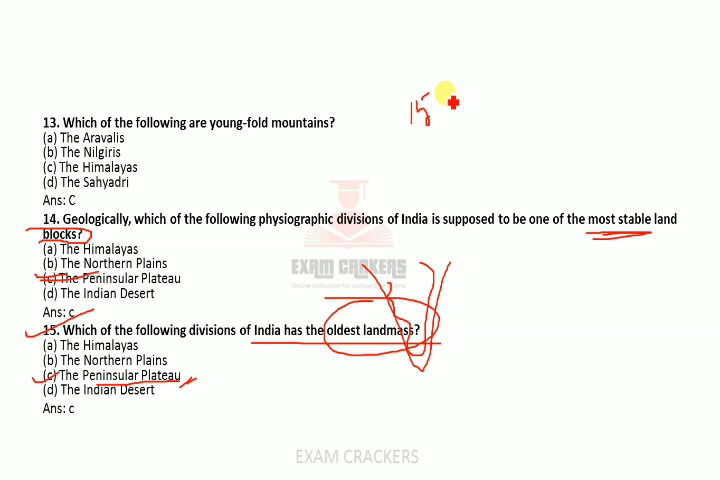 15
13. Which of the following are young-fold mountains?
(a) The Aravalis
(b) The Nilgiris
(c) The Himalayas
(d) The Sahyadri
Ans: C
14. Geologically, which of the following physiographic divisions of India is supposed to be one of the most stable land
blocks?
(a) The Himalayas
(b) The Northern Plains
(c) The Peninsular Plateau
(d) The Indian Desert
Ans: c
15. Which of the following divisions of India has the oldest landmass?
(a) The Himalayas
(b) The Northern Plains
(c) The Peninsular Plateau
(d) The Indian Desert
Ans: c
EXAM CRAKERS
EXAM CRACKERS